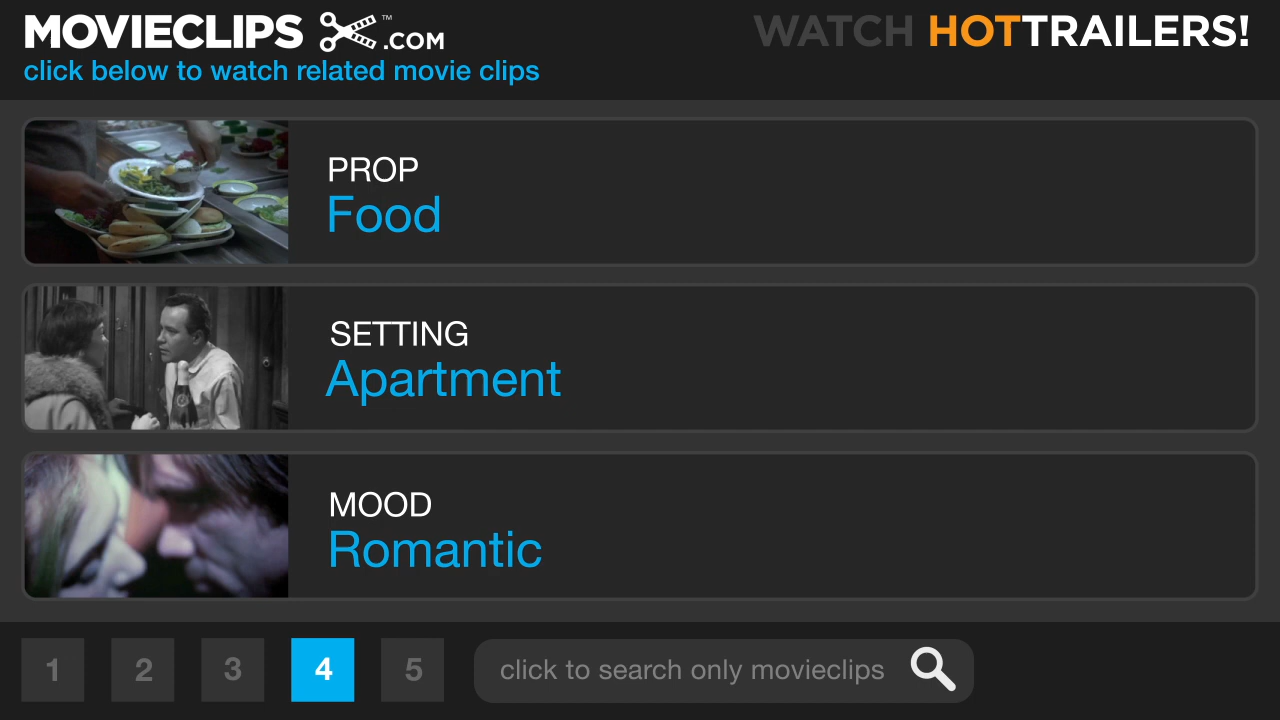 MOVIECLIPS ™ .COM
WATCH HOTTRAILERS!
click below to watch related movie clips
PROP
Food
SETTING
Apartment
MOOD
Romantic
1 2 3 4 5 click to search only movieclips